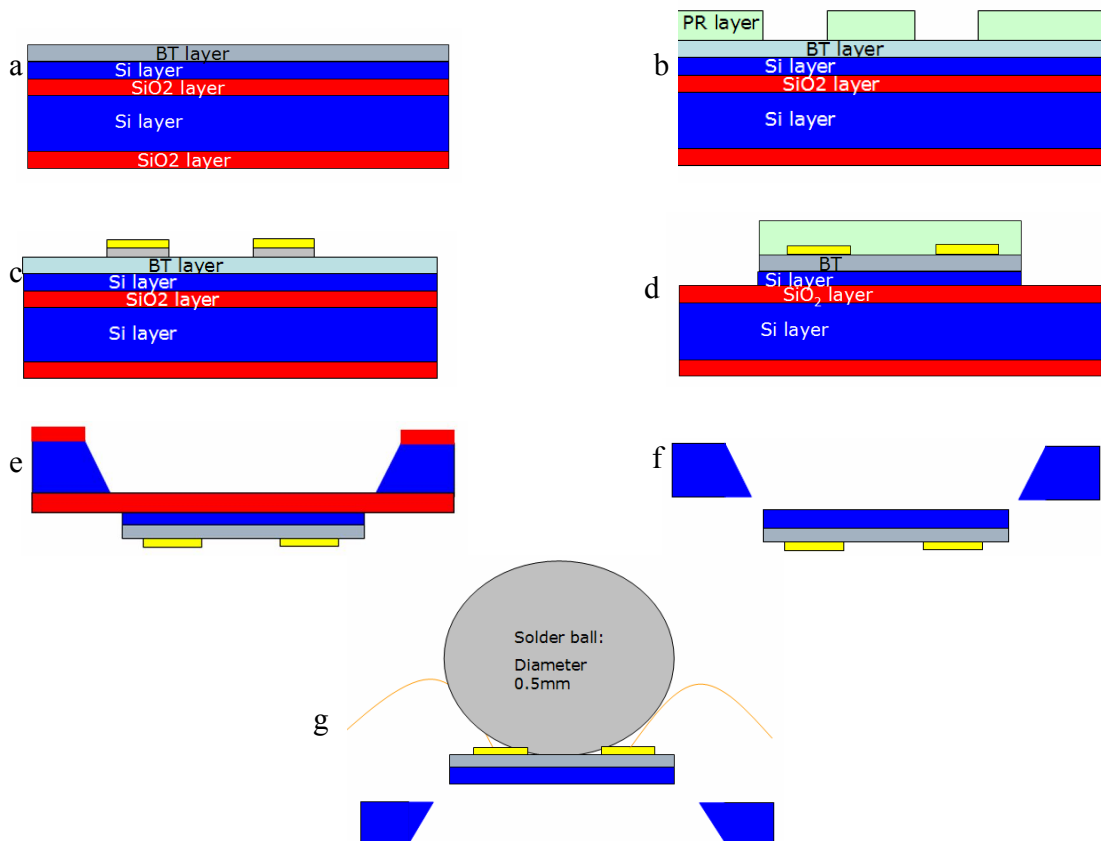 a
BT layer
Si layer
SiO2 layer
Si layer
SiO2 layer
b
PR layer
BT layer
Si layer
SiO2 layer
Si layer
c
BT layer
Si layer
SiO2 layer
Si layer
d
BT
Si layer
SiO2 layer
Si layer
e
f
g
Solder ball:
Diameter
0.5mm